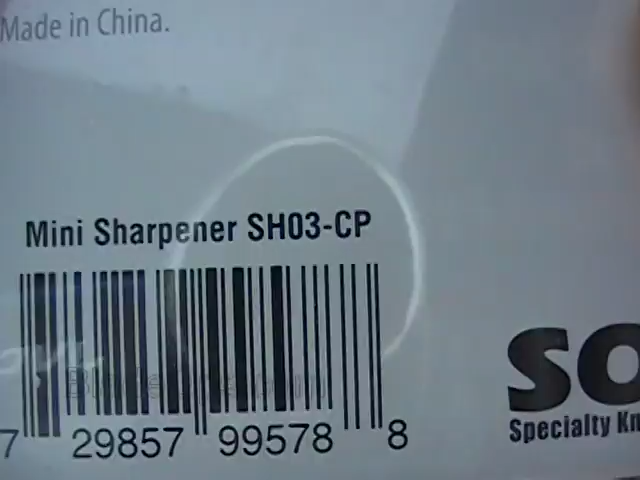 Made in China.
Mini Sharpener SH03-CP
7 29857 99578 8
SO
Specialty Kn